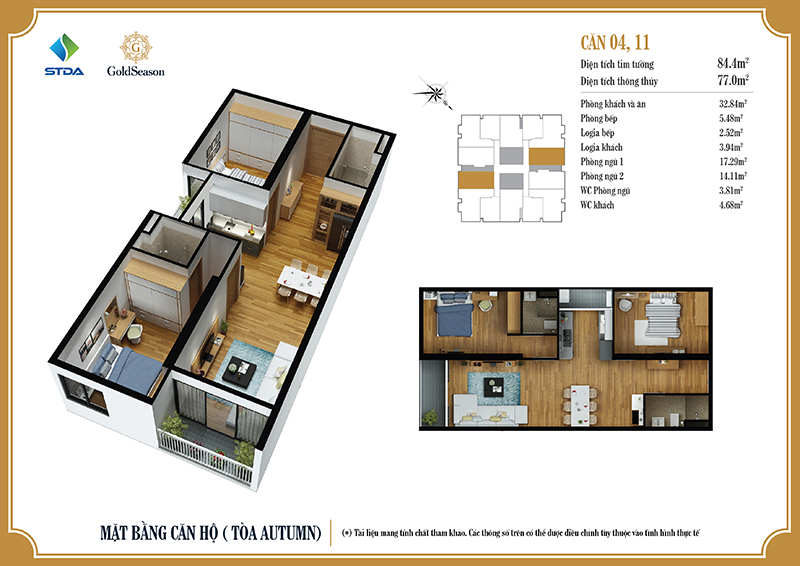 STDA
G
GoldSeason
CĂN 04, 11
Diện tích tim tường 84.4m²
Diện tích thông thủy 77.0m²
Phòng khách và ăn 32.84m²
Phòng bếp 5.48m²
Logia bếp 2.52m²
Logia khách 3.94m²
Phòng ngủ 1 17.29m²
Phòng ngủ 2 14.11m²
WC Phòng ngủ 3.81m²
WC khách 4.68m²
MẶT BẰNG CĂN HỘ ( TÒA AUTUMN)
(*) Tài liệu mang tính chất tham khảo. Các thông số trên có thể được điều chỉnh tùy thuộc vào tình hình thực tế